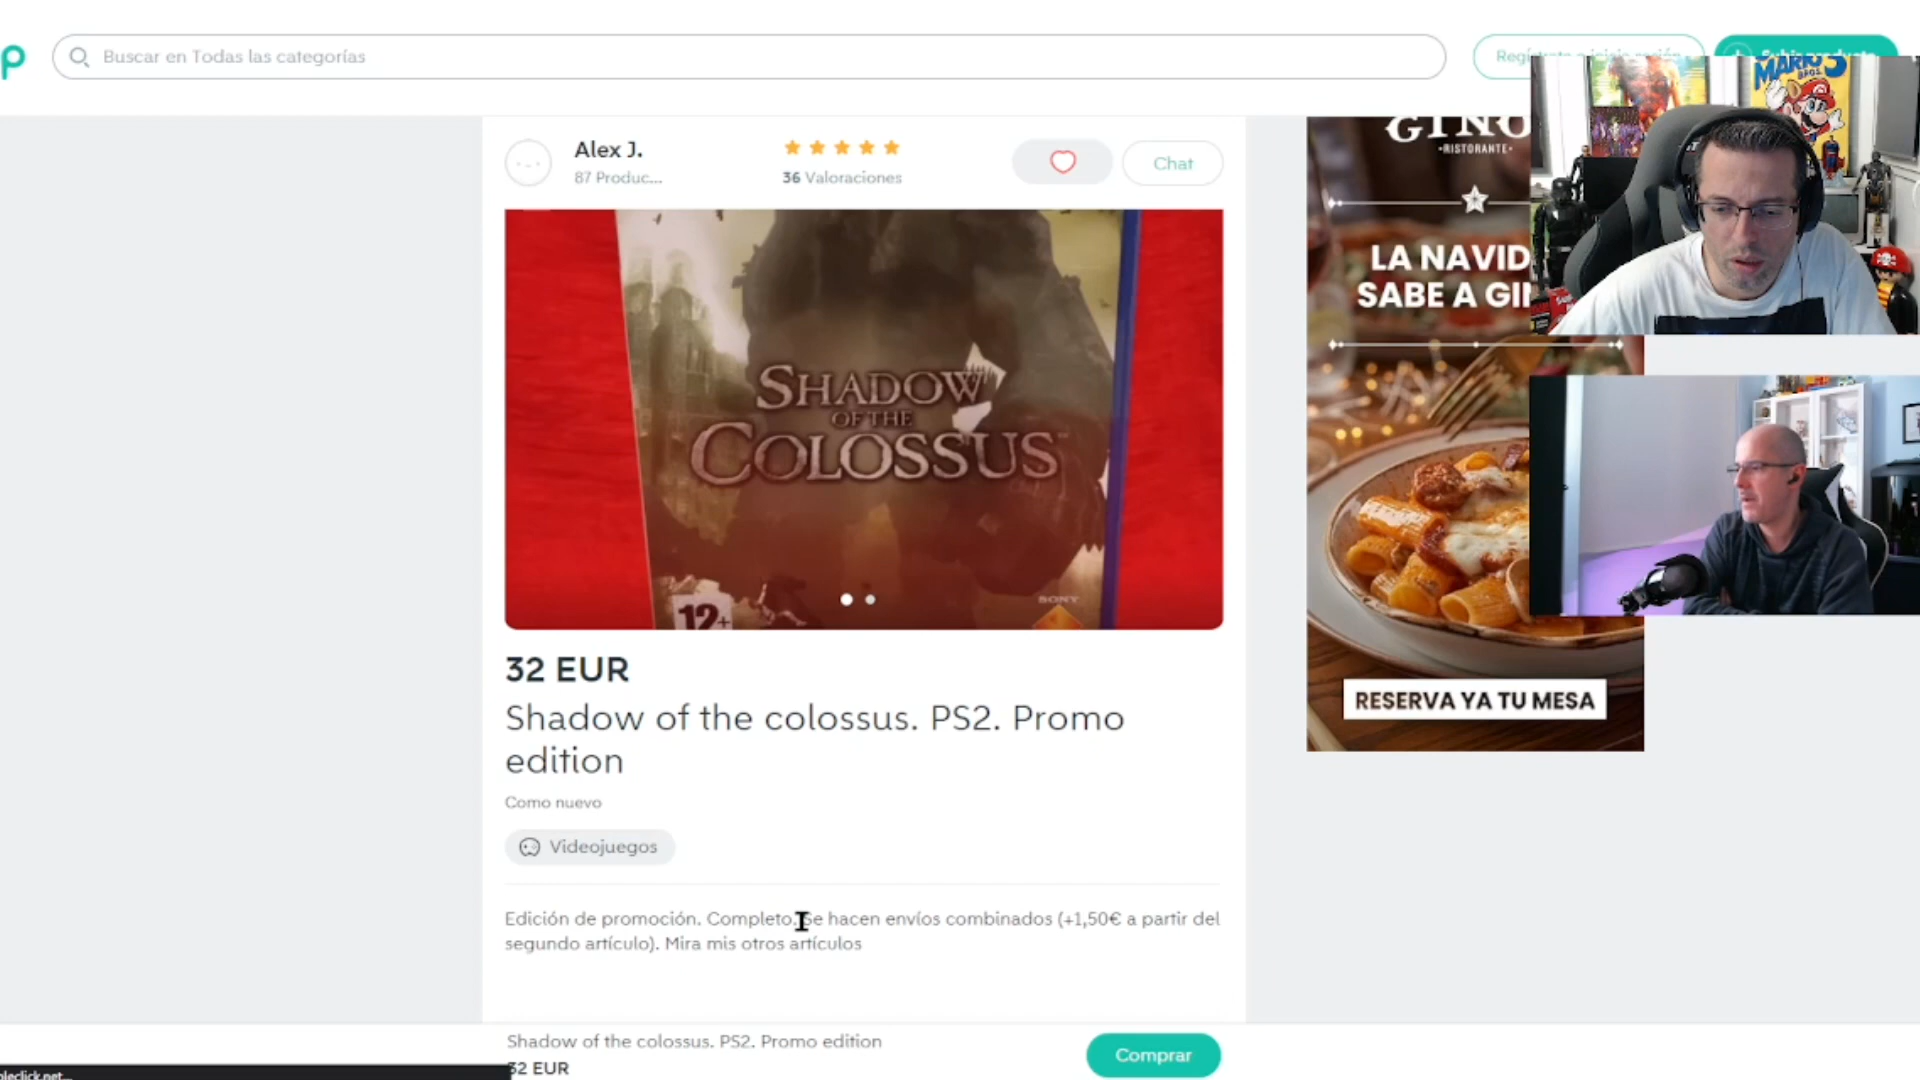 p
Buscar en Todas las categorías
MARIO 3
BROS.
Alex J.
87 Produc...
36 Valoraciones
Chat
GINO
•RISTORANTE•
LA NAVID
SABE A GI
SHADOW
OF THE
COLOSSUS
12+
SONY
RESERVA YA TU MESA
32 EUR
Shadow of the colossus. PS2. Promo
edition
Como nuevo
Videojuegos
Edición de promoción. Completo. Se hacen envíos combinados (+1,50€ a partir del
segundo artículo). Mira mis otros artículos
Shadow of the colossus. PS2. Promo edition
32 EUR
Comprar